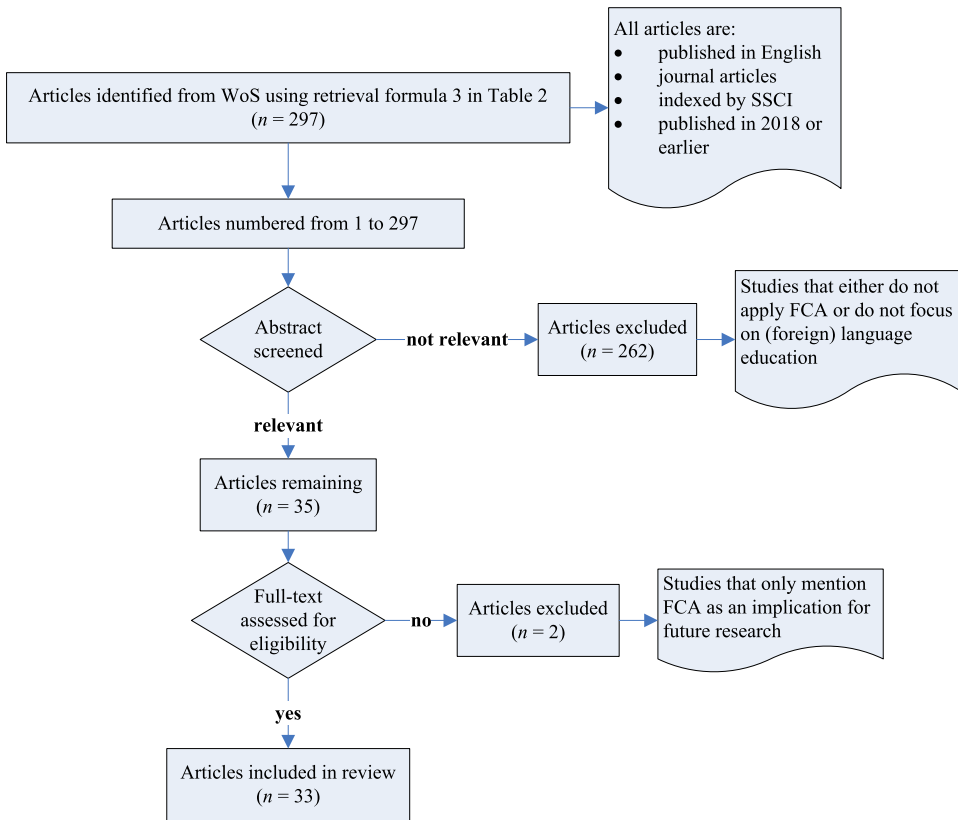 Articles identified from WoS using retrieval formula 3 in Table 2
(n = 297)
All articles are:
• published in English
• journal articles
• indexed by SSCI
• published in 2018 or
earlier
Articles numbered from 1 to 297
Abstract
screened
not relevant
Articles excluded
(n = 262)
Studies that either do not
apply FCA or do not focus
on (foreign) language
education
relevant
Articles remaining
(n = 35)
Full-text
assessed for
eligibility
no
Articles excluded
(n = 2)
Studies that only mention
FCA as an implication for
future research
yes
Articles included in review
(n = 33)